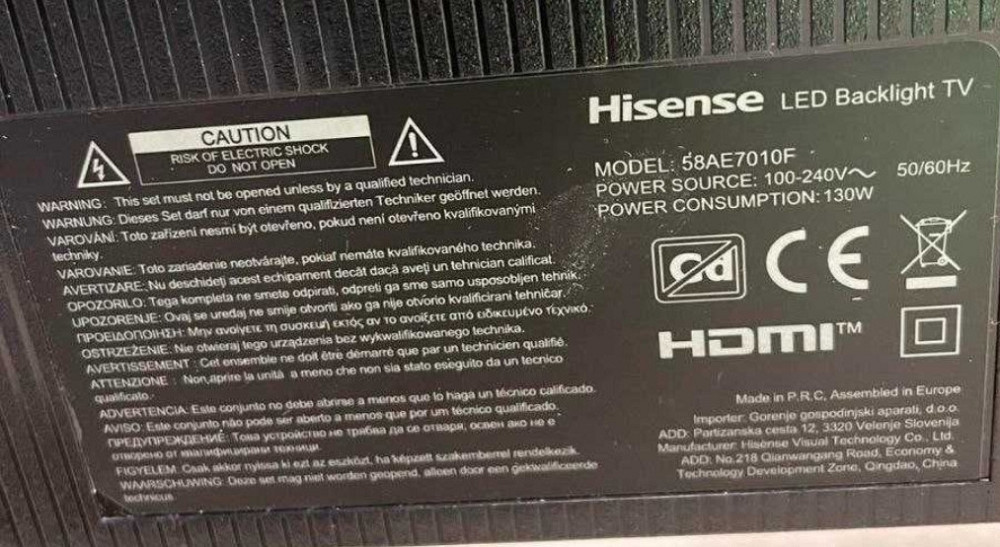 CAUTION
RISK OF ELECTRIC SHOCK
DO NOT OPEN
WARNING: This set must not be opened unless by a qualified technician.
WARNUNG: Dieses Set darf nur von einem qualifizierten Techniker geöffnet werden.
VAROVÁNÍ: Toto zařízení nesmí být otevřeno, pokud není otevřeno kvalifikovanými
techniky.
VAROVANIE: Toto zariadenie neotvárajte, pokiaľ nemáte kvalifikovaného technika.
AVERTIZARE: Nu deschideţi acest echipament decât dacă aveţi un tehnician calificat.
OPOZORILO: Tega kompleta ne smete odpirati, odpreti ga sme samo usposobljen tehnik.
UPOZORENJE: Ovaj se uređaj ne smije otvoriti ako ga nije otvorio kvalificirani tehničar.
ΠΡΟΕΙΔΟΠΟΙΗΣΗ: Μην ανοίγετε τη συσκευή εκτός αν το ανοίξετε από ειδικευμένο τεχνικό.
OSTRZEŻENIE: Nie otwieraj tego urządzenia bez wykwalifikowanego technika.
AVERTISSEMENT : Cet ensemble ne doit être démarré que par un technicien qualifié.
ATTENZIONE : Non aprire la unità a meno che non sia stato eseguito da un tecnico
qualificato.
ADVERTENCIA: Este conjunto no debe abrirse a menos que lo haga un técnico calificado.
AVISO: Este conjunto não pode ser aberto a menos que por um técnico qualificado.
ПРЕДУПРЕЖДЕНИЕ: Това устройство не трябва да се отваря, освен ако не е
отворено от квалифицирани техници.
FIGYELEM: Csak akkor nyissa ki ezt az eszközt, ha képzett szakemberrel rendelkezik.
WAARSCHUWING: Deze set mag niet worden geopend, alleen door een gekwalificeerde
technicus
Hisense LED Backlight TV
MODEL: 58AE7010F
POWER SOURCE: 100-240V～ 50/60Hz
POWER CONSUMPTION: 130W
Cd CE
HDMI™
Made in P.R.C, Assembled in Europe
Importer: Gorenje gospodinjski aparati, d.o.o.
ADD: Partizanska cesta 12, 3320 Velenje Slovenija
Manufacturer: Hisense Visual Technology Co., Ltd.
ADD: No.218 Qianwangang Road, Economy &
Technology Development Zone, Qingdao, China